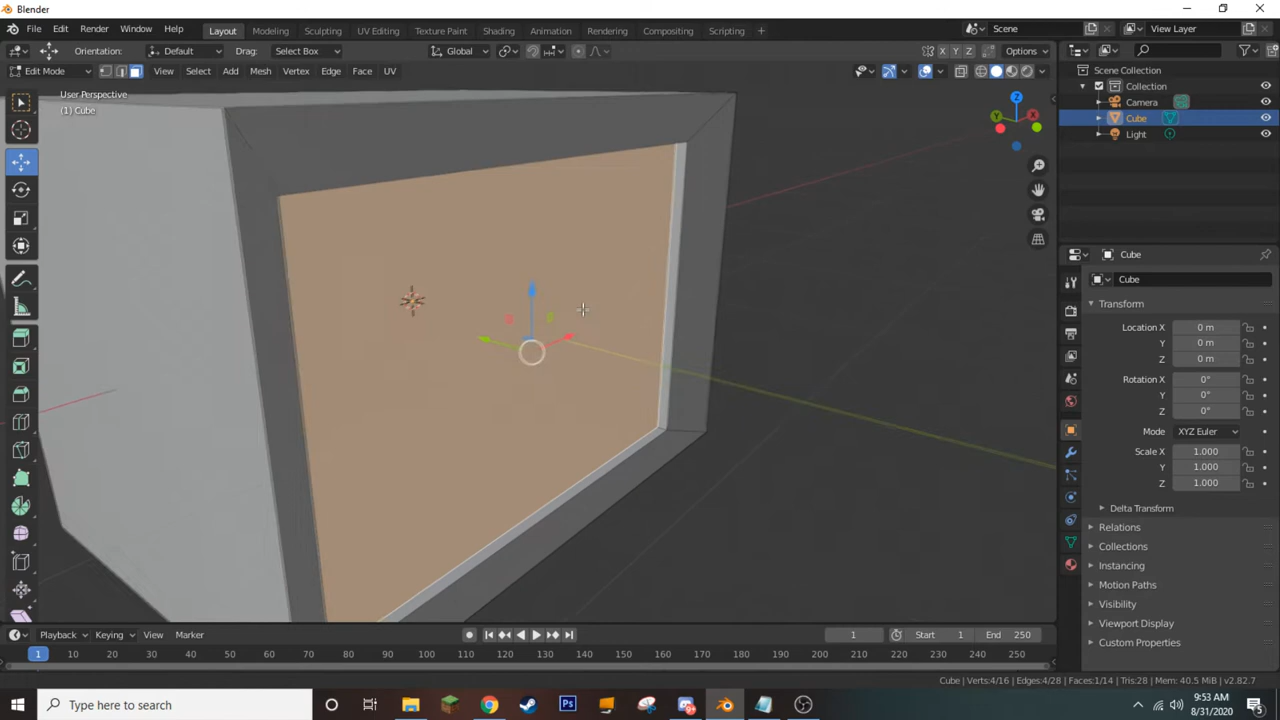 Blender
File Edit Render Window Help Layout Modeling Sculpting UV Editing Texture Paint Shading Animation Rendering Compositing Scripting + Scene View Layer
Orientation: Default Drag: Select Box Global X Y Z Options
Edit Mode View Select Add Mesh Vertex Edge Face UV
User Perspective
(1) Cube
Z
Y X
Scene Collection
Collection
Camera
Cube
Light
Cube
Cube
Transform
Location X 0 m
Y 0 m
Z 0 m
Rotation X 0°
Y 0°
Z 0°
Mode XYZ Euler
Scale X 1.000
Y 1.000
Z 1.000
Delta Transform
Relations
Collections
Instancing
Motion Paths
Visibility
Viewport Display
Custom Properties
Playback Keying View Marker 1 Start 1 End 250
1 10 20 30 40 50 60 70 80 90 100 110 120 130 140 150 160 170 180 190 200 210 220 230 240 250
Cube | Verts:4/16 | Edges:4/28 | Faces:1/14 | Tris:28 | Mem: 40.5 MiB | v2.82.7
Type here to search
Ps
9:53 AM
8/31/2020